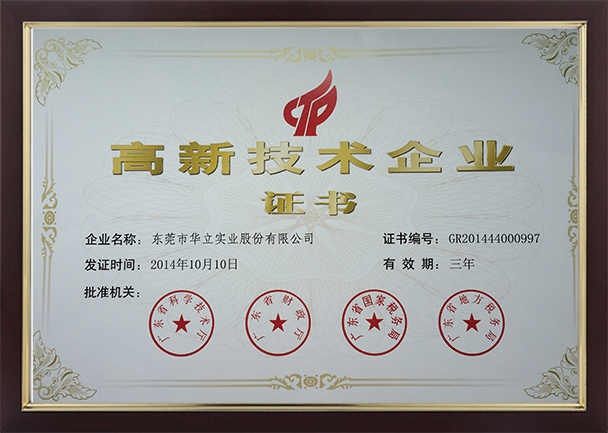 高新技术企业
证书
企业名称：东莞市华立实业股份有限公司
证书编号：GR201444000997
发证时间：2014年10月10日
有效期：三年
批准机关：
广东省科学技术厅
广东省财政厅
广东省国家税务局
广东省地方税务局